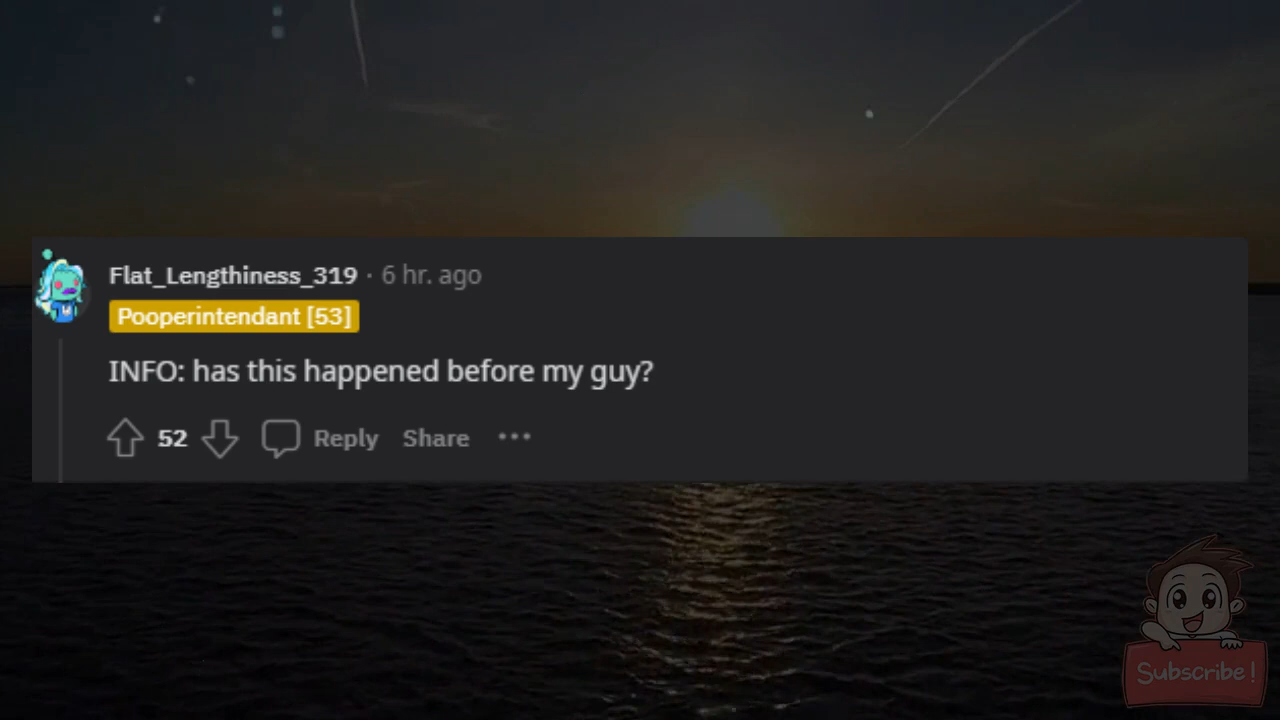 Flat_Lengthiness_319 · 6 hr. ago
Pooperintendant [53]
INFO: has this happened before my guy?
52 Reply Share ...
Subscribe!